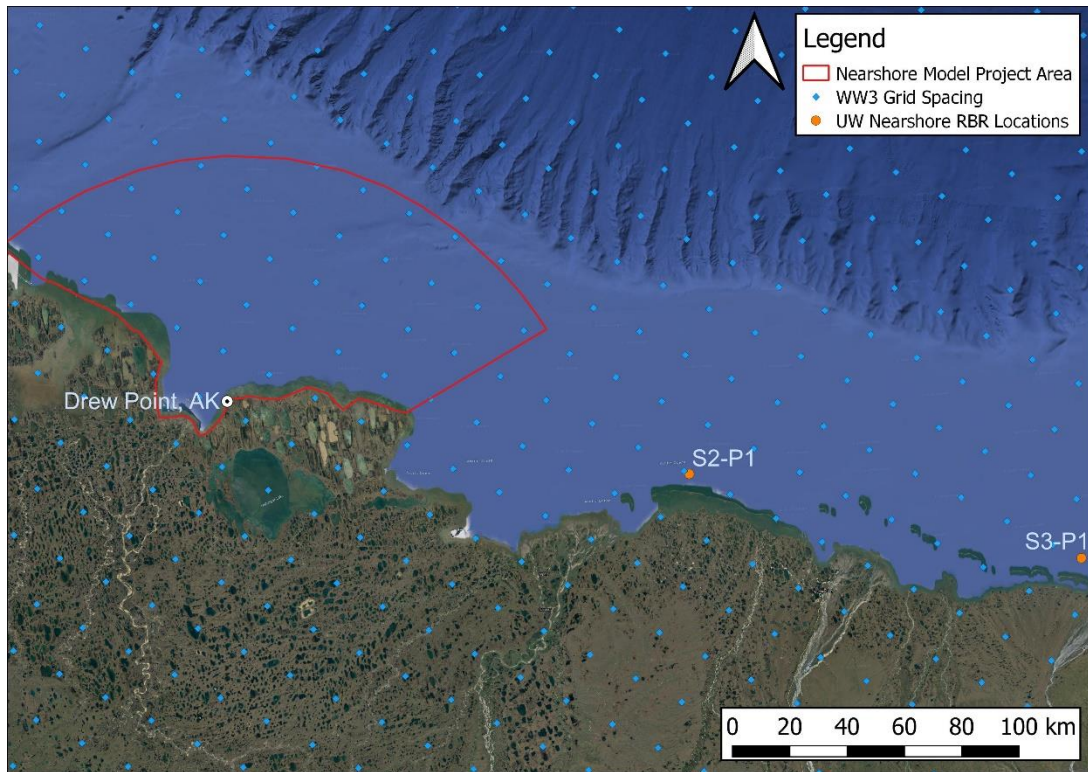 Legend
Nearshore Model Project Area
WW3 Grid Spacing
UW Nearshore RBR Locations
Drew Point, AK
S2-P1
S3-P1
0 20 40 60 80 100 km